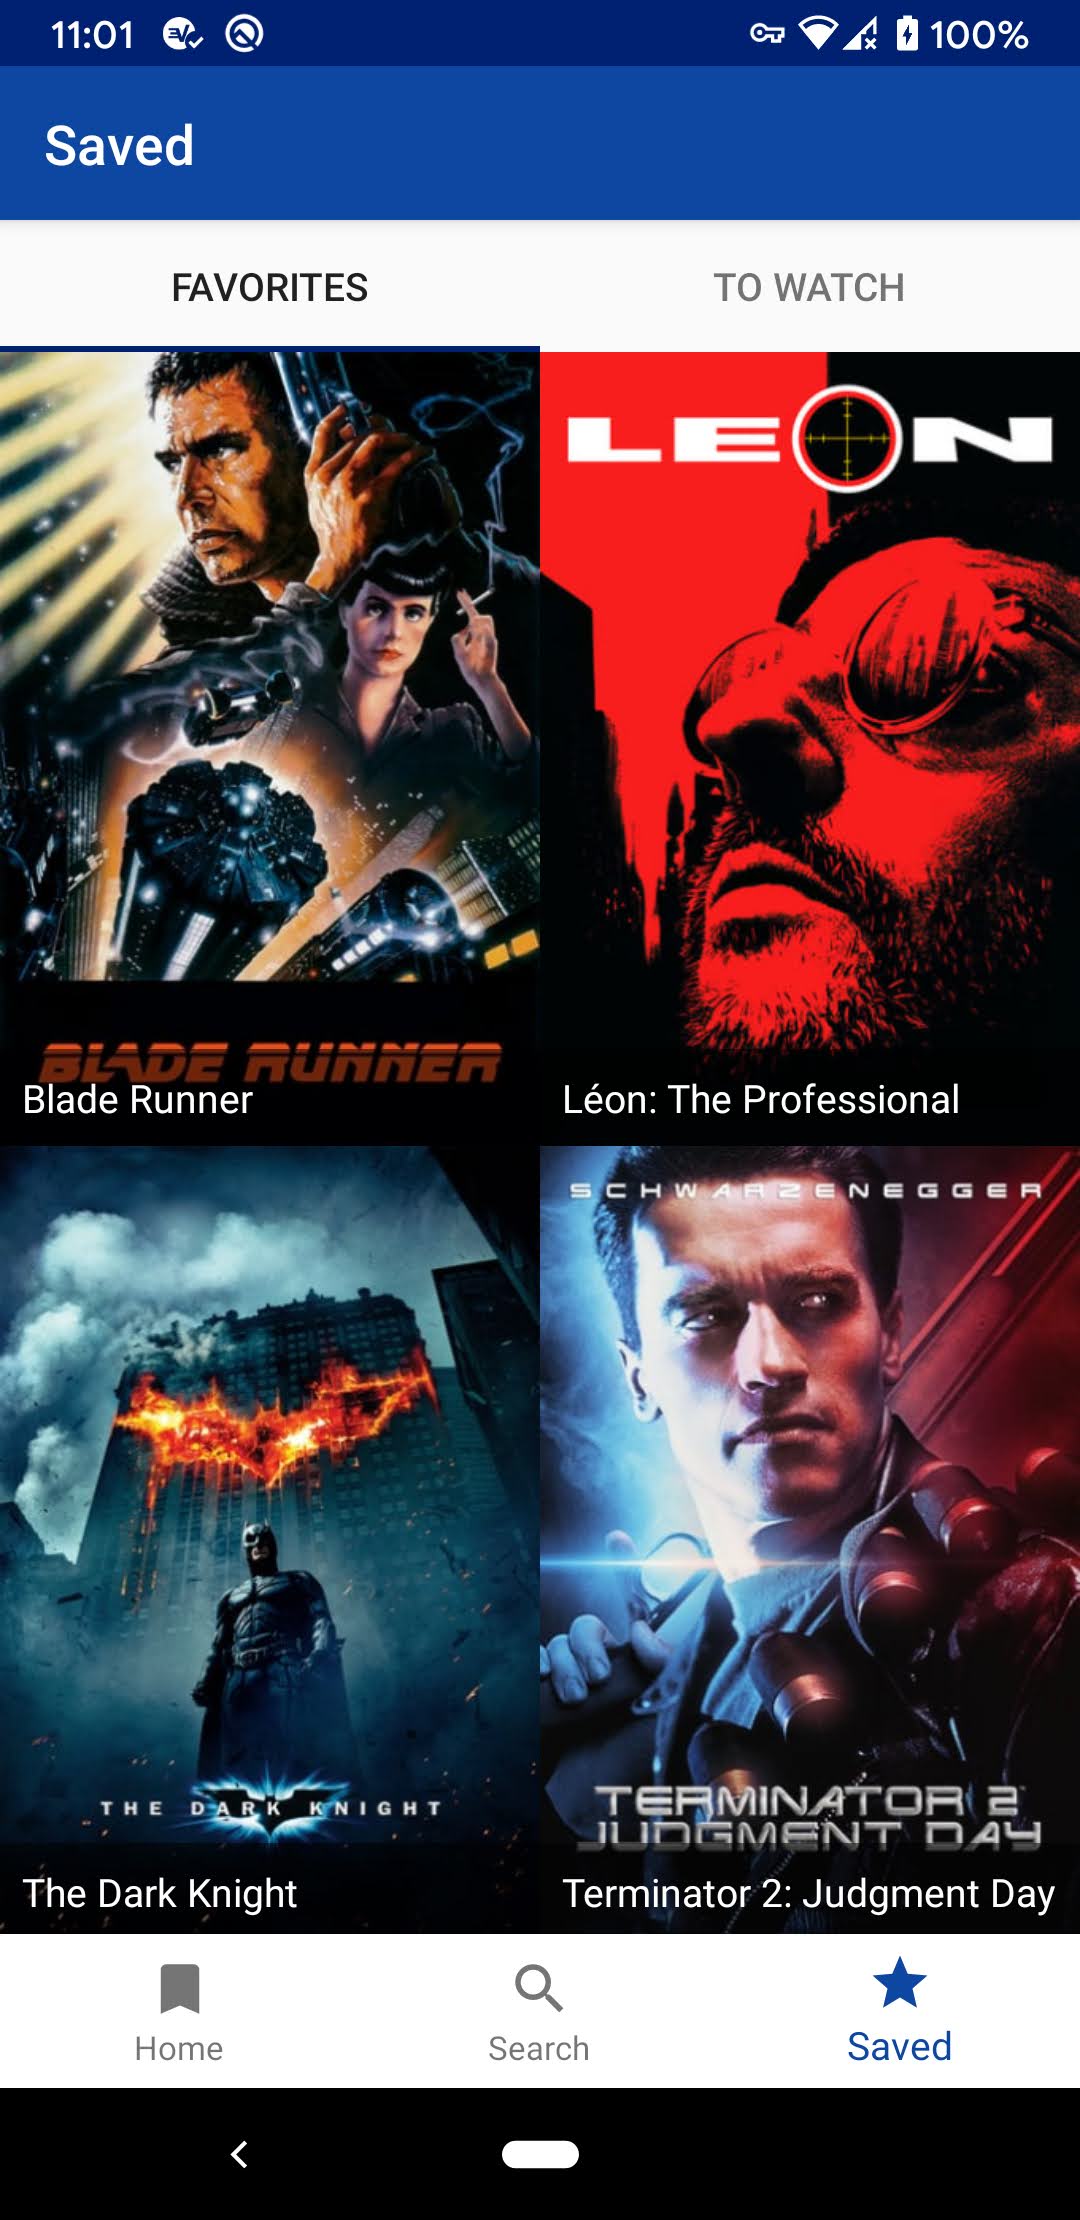 11:01
100%
Saved
FAVORITES
TO WATCH
LEON
BLADE RUNNER
Blade Runner
Léon: The Professional
SCHWARZENEGGER
THE DARK KNIGHT
TERMINATOR 2
JUDGMENT DAY
The Dark Knight
Terminator 2: Judgment Day
Home
Search
Saved